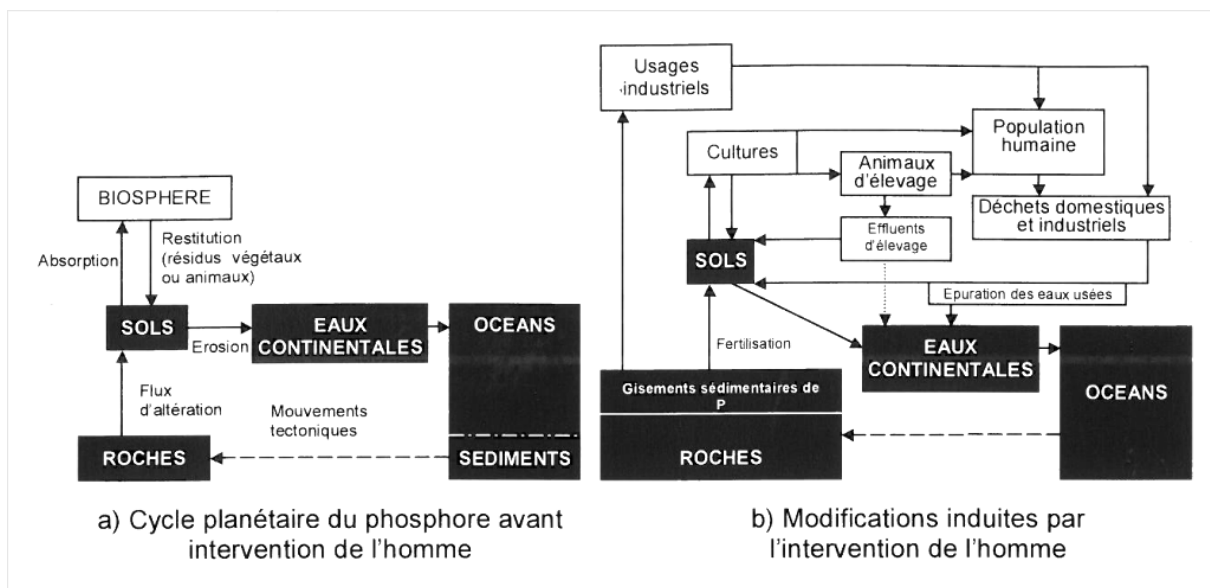 BIOSPHERE
Absorption
Restitution
(résidus végétaux
ou animaux)
SOLS
Erosion
EAUX
CONTINENTALES
OCEANS
Flux
d'altération
Mouvements
tectoniques
ROCHES
SEDIMENTS
a) Cycle planétaire du phosphore avant
intervention de l'homme
Usages
industriels
Population
humaine
Cultures
Animaux
d'élevage
Déchets domestiques
et industriels
Effluents
d'élevage
SOLS
Epuration des eaux usées
Fertilisation
EAUX
CONTINENTALES
OCEANS
Gisements sédimentaires de
P
ROCHES
b) Modifications induites par
l'intervention de l'homme